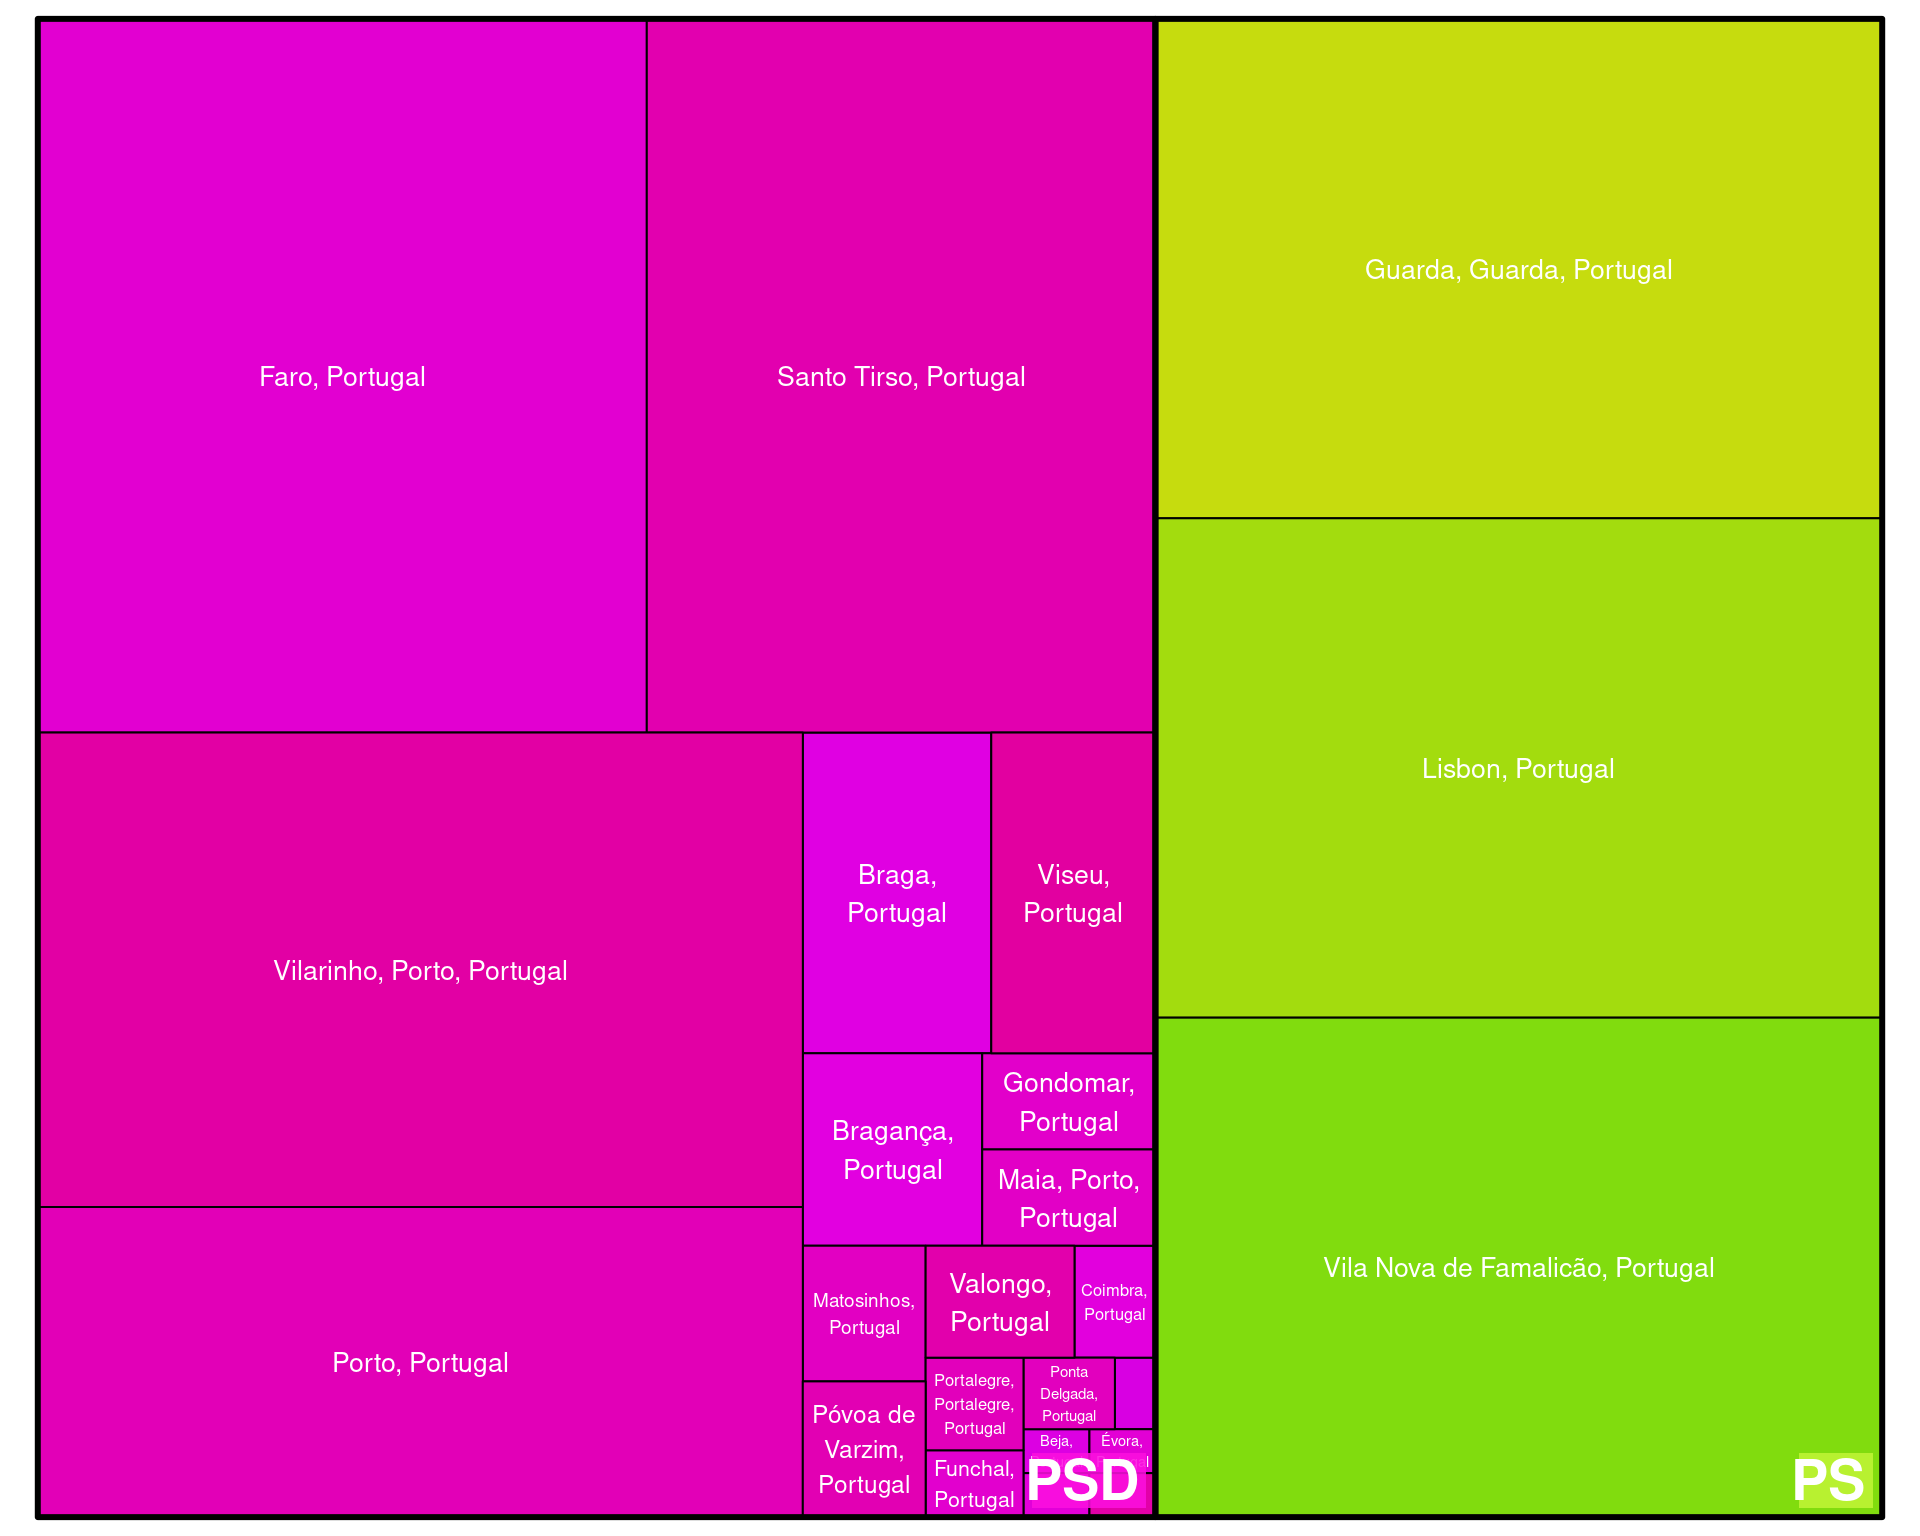 Faro, Portugal
Santo Tirso, Portugal
Guarda, Guarda, Portugal
Lisbon, Portugal
Vilarinho, Porto, Portugal
Braga,
Portugal
Viseu,
Portugal
Bragança,
Portugal
Gondomar,
Portugal
Maia, Porto,
Portugal
Porto, Portugal
Matosinhos,
Portugal
Valongo,
Portugal
Coimbra,
Portugal
Póvoa de
Varzim,
Portugal
Portalegre,
Portalegre,
Portugal
Ponta
Delgada,
Portugal
Funchal,
Portugal
Beja,
Évora,
PSD
Vila Nova de Famalicão, Portugal
PS